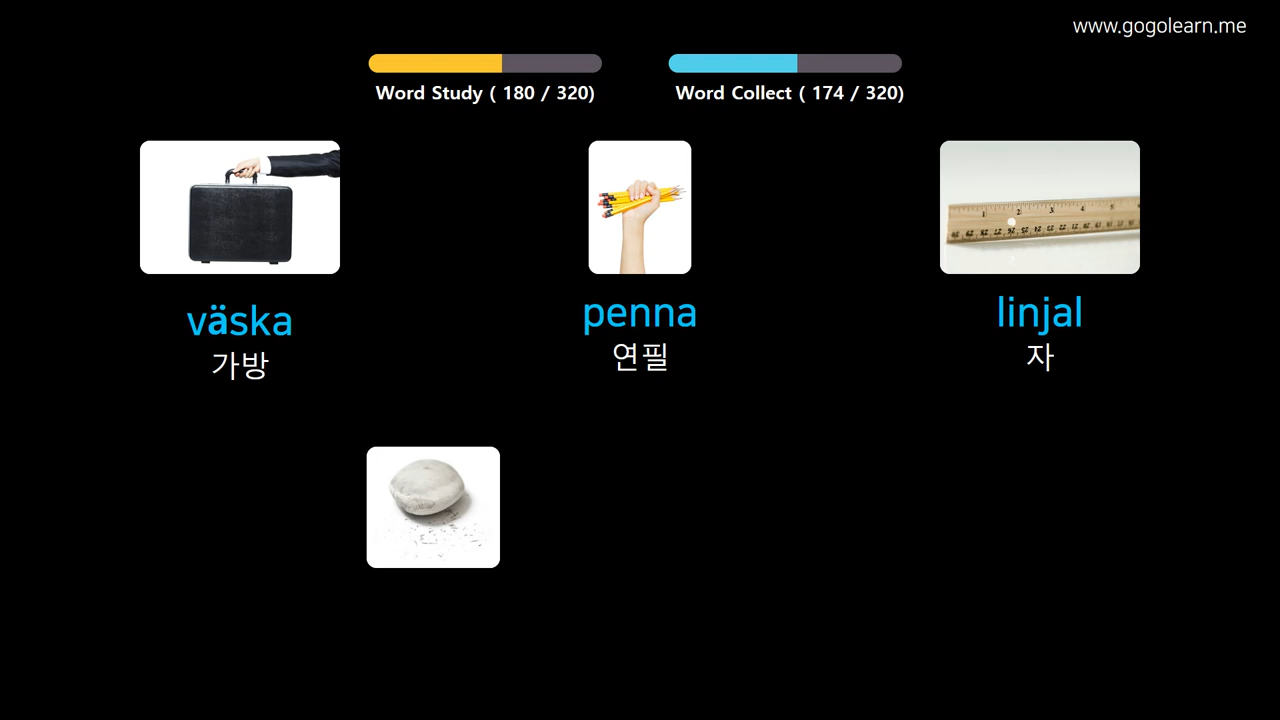 www.gogolearn.me
Word Study ( 180 / 320)
Word Collect ( 174 / 320)
väska
가방
penna
연필
linjal
자